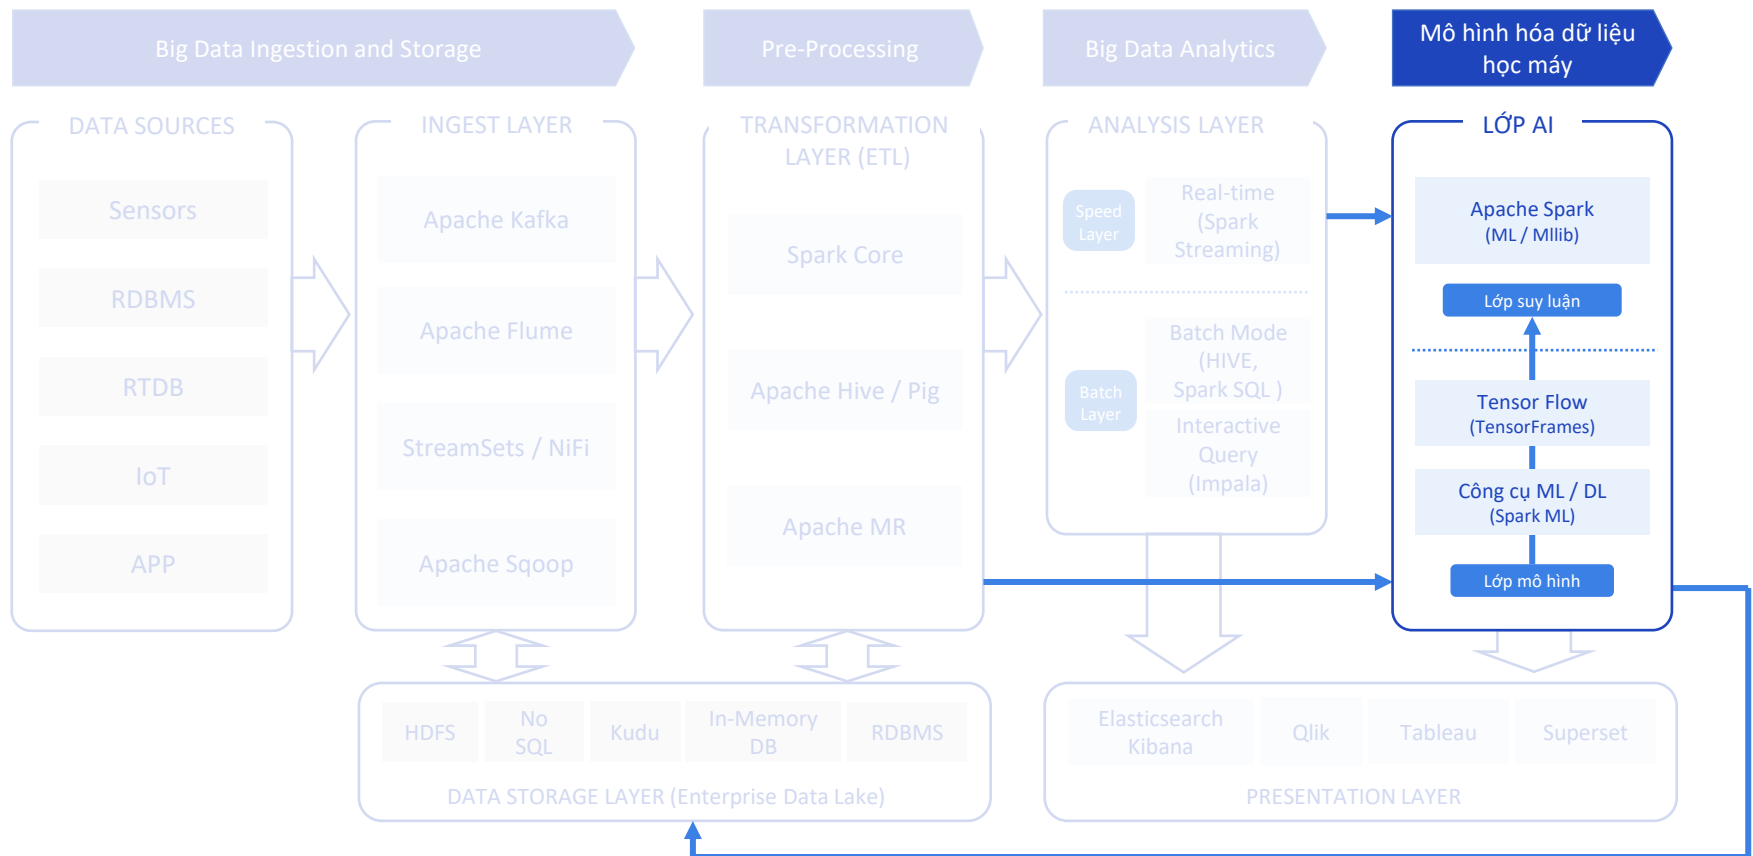 Big Data Ingestion and Storage
Pre-Processing
Big Data Analytics
Mô hình hóa dữ liệu
học máy
DATA SOURCES
Sensors
RDBMS
RTDB
IoT
APP
INGEST LAYER
Apache Kafka
Apache Flume
StreamSets / NiFi
Apache Sqoop
TRANSFORMATION
LAYER (ETL)
Spark Core
Apache Hive / Pig
Apache MR
ANALYSIS LAYER
Speed
Layer
Real-time
(Spark
Streaming)
Batch
Layer
Batch Mode
(HIVE,
Spark SQL )
Interactive
Query
(Impala)
LỚP AI
Apache Spark
(ML / Mllib)
Lớp suy luận
Tensor Flow
(TensorFrames)
Công cụ ML / DL
(Spark ML)
Lớp mô hình
HDFS
No
SQL
Kudu
In-Memory
DB
RDBMS
DATA STORAGE LAYER (Enterprise Data Lake)
Elasticsearch
Kibana
Qlik
Tableau
Superset
PRESENTATION LAYER